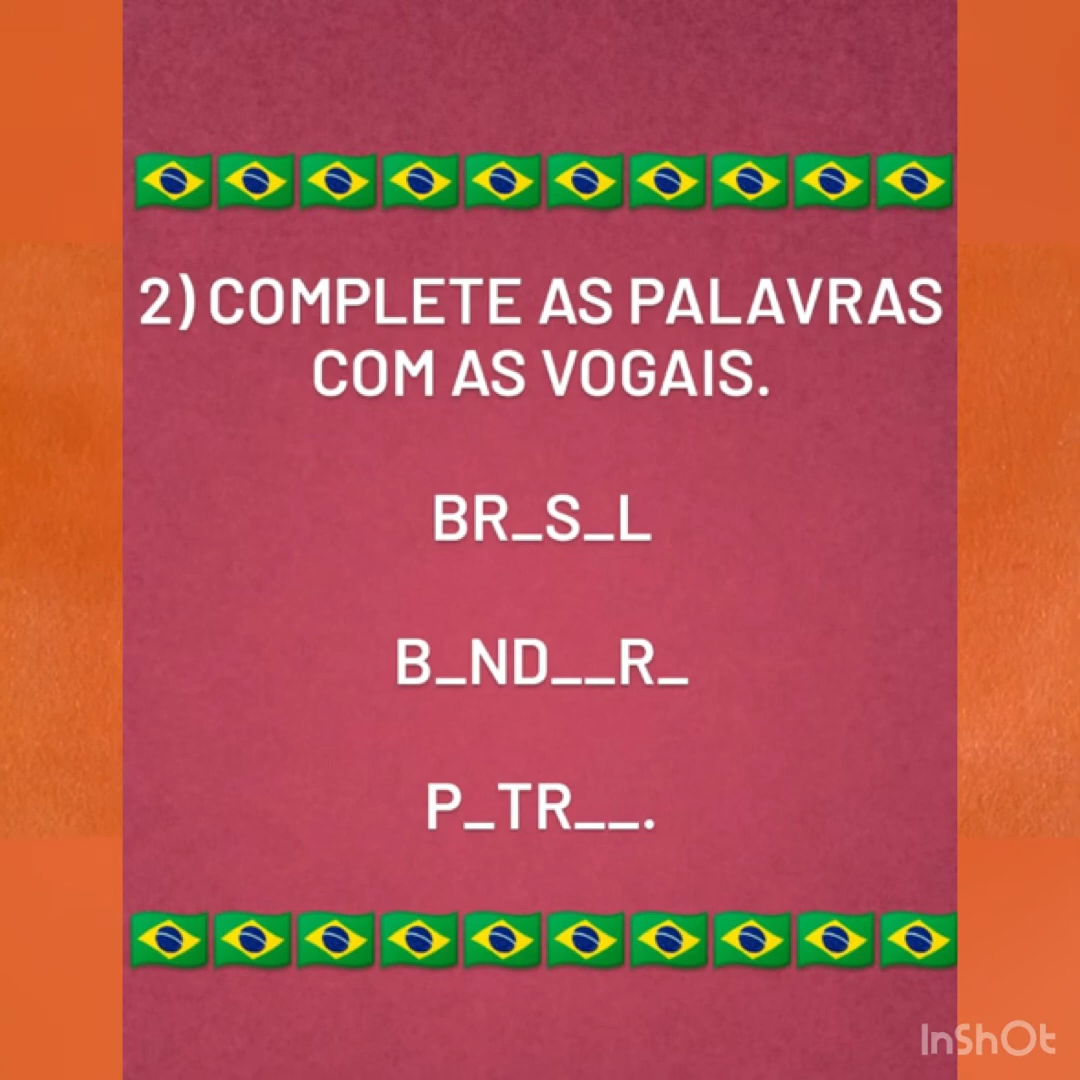 2) COMPLETE AS PALAVRAS
COM AS VOGAIS.
BR_S_L
B_ND__R_
P_TR__.
InShOt